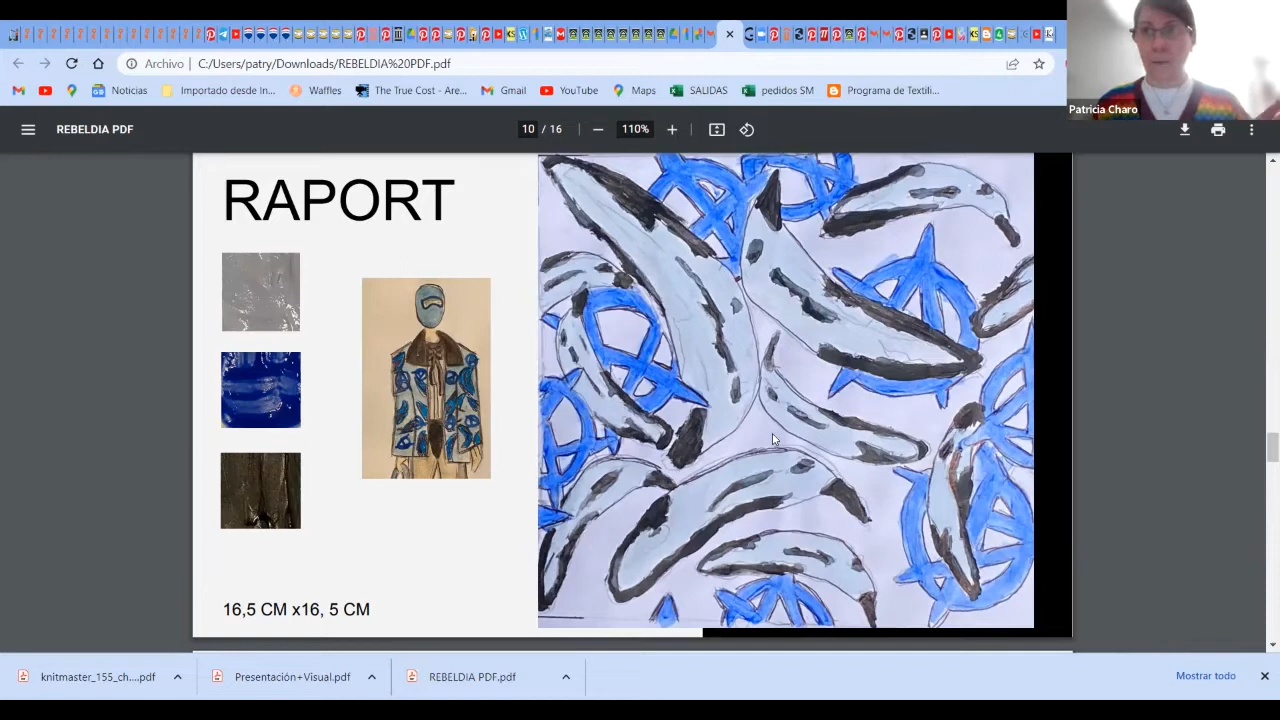 Archivo
C:/Users/patry/Downloads/REBELDIA%20PDF.pdf
Notas
Importado desde In...
Waffles
The True Cost - Are...
Gmail
YouTube
Maps
SALIDAS
pedidos SM
Programa de Textili...
Patricia Charo
REBELDIA PDF
10 / 16
110%
RAPORT
16,5 CM x16, 5 CM
knitmaster_155_ch....pdf
Presentación+Visual.pdf
REBELDIA PDF.pdf
Mostrar todo